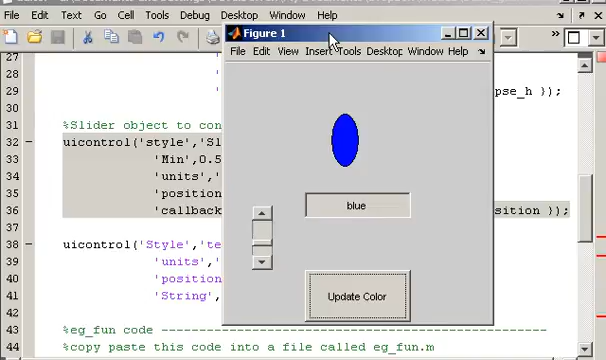 File Edit Text Go Cell Tools Debug Desktop Window Help
Figure 1
File Edit View Insert Tools Desktop Window Help
27
28
29 pse_h });
30
31 %Slider object to con
32 uicontrol('style','Sl
33 'Min',0.5
34 'units','
35 'position
36 'callback sition });
37
38 uicontrol('Style','te
39 'units','
40 'position
41 'String',
42
43 %eg_fun code
44 %copy paste this code into a file called eg_fun.m
blue
Update Color